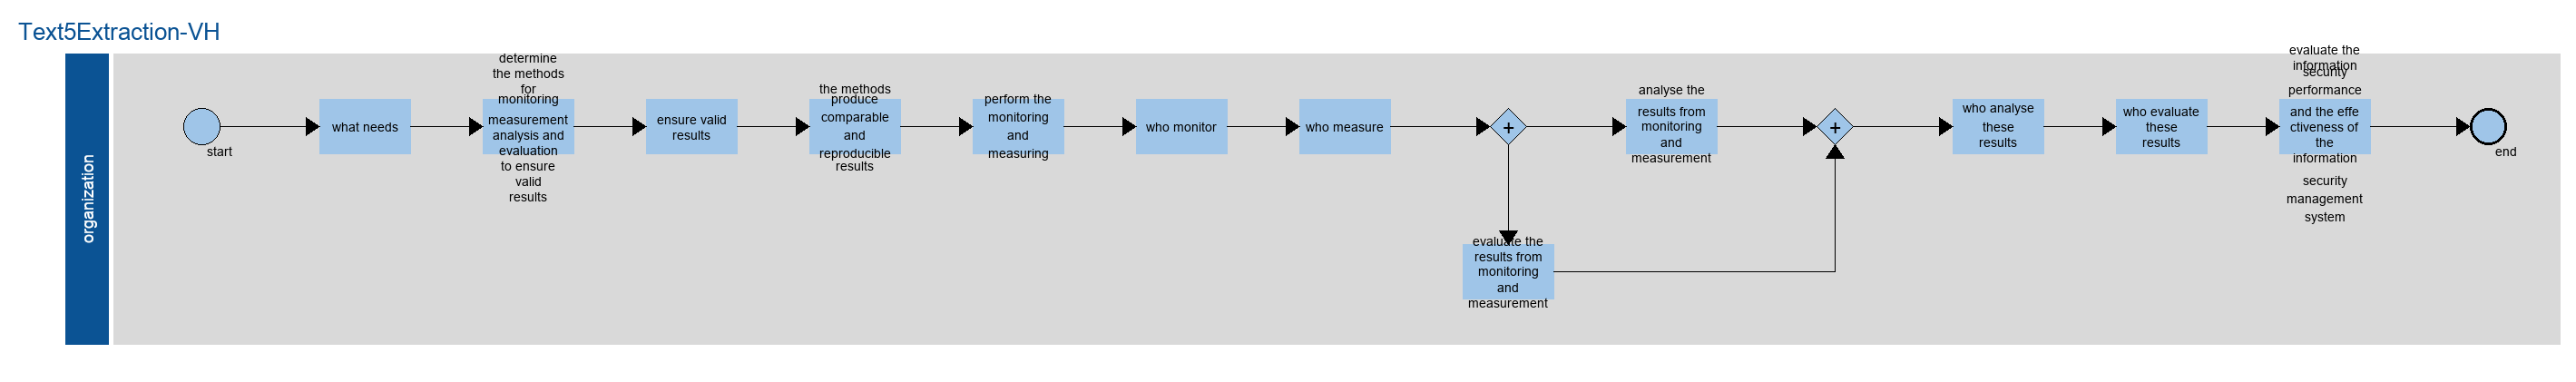 Text5Extraction-VH
organization
start
what needs
determine
the methods
for
monitoring
measurement
analysis and
evaluation
to ensure
valid
results
ensure valid
results
the methods
produce
comparable
and
reproducible
results
perform the
monitoring
and
measuring
who monitor
who measure
+
evaluate the
results from
monitoring
and
measurement
analyse the
results from
monitoring
and
measurement
+
who analyse
these
results
who evaluate
these
results
evaluate the
information
security
performance
and the effe
ctiveness of
the
information
security
management
system
end